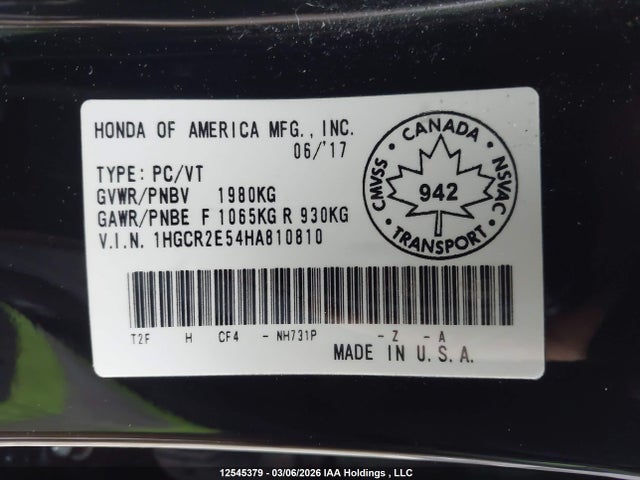 HONDA OF AMERICA MFG., INC.
06/'17
TYPE: PC/VT
GVWR/PNBV 1980KG
GAWR/PNBE F 1065KG R 930KG
V.I.N. 1HGCR2E54HA810810
CANADA
CMVSS
NSVAC
942
TRANSPORT
T2F H CF4 - NH731P - Z - A
MADE IN U.S.A.
12545379 - 03/06/2026 IAA Holdings , LLC